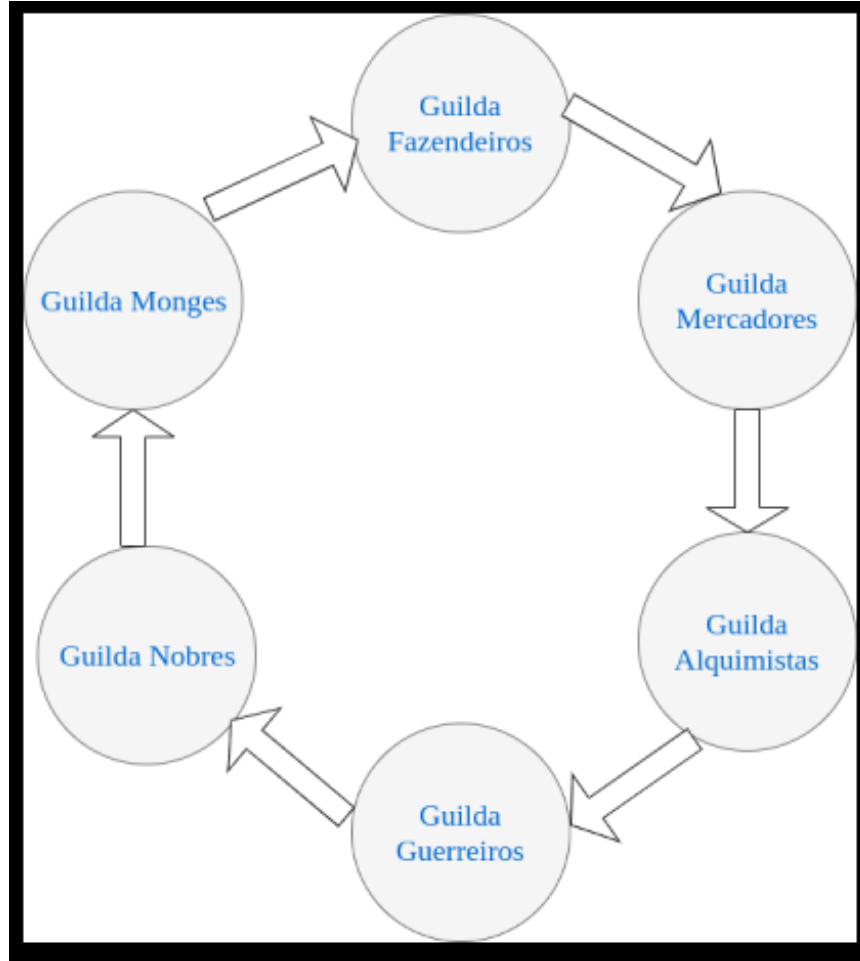 Guilda
Fazendeiros
Guilda
Mercadores
Guilda
Alquimistas
Guilda
Guerreiros
Guilda Nobres
Guilda Monges